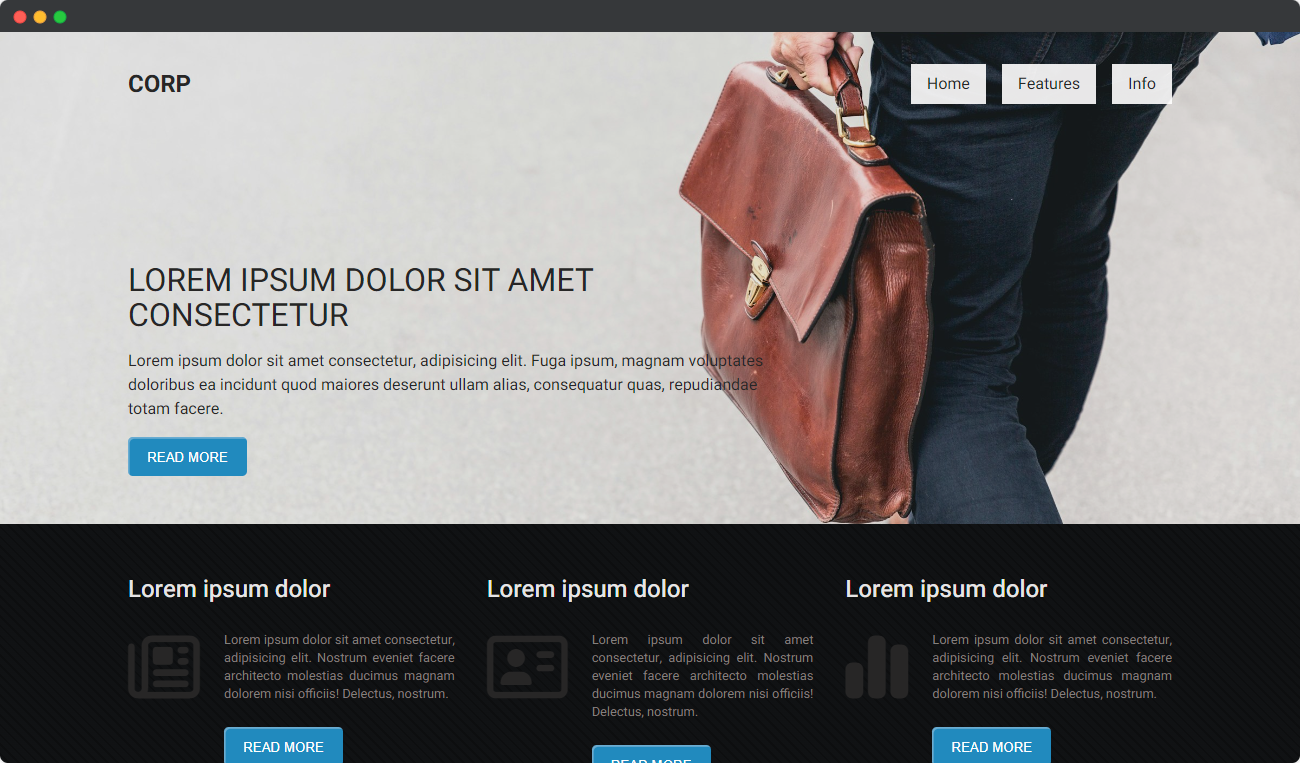 CORP
Home Features Info
LOREM IPSUM DOLOR SIT AMET
CONSECTETUR
Lorem ipsum dolor sit amet consectetur, adipisicing elit. Fuga ipsum, magnam voluptates
doloribus ea incidunt quod maiores deserunt ullam alias, consequatur quas, repudiandae
totam facere.
READ MORE
Lorem ipsum dolor
Lorem ipsum dolor sit amet consectetur,
adipisicing elit. Nostrum eveniet facere
architecto molestias ducimus magnam
dolorem nisi officiis! Delectus, nostrum.
READ MORE
Lorem ipsum dolor
Lorem ipsum dolor sit amet
consectetur, adipisicing elit. Nostrum
eveniet facere architecto molestias
ducimus magnam dolorem nisi officiis!
Delectus, nostrum.
READ MORE
Lorem ipsum dolor
Lorem ipsum dolor sit amet consectetur,
adipisicing elit. Nostrum eveniet facere
architecto molestias ducimus magnam
dolorem nisi officiis! Delectus, nostrum.
READ MORE